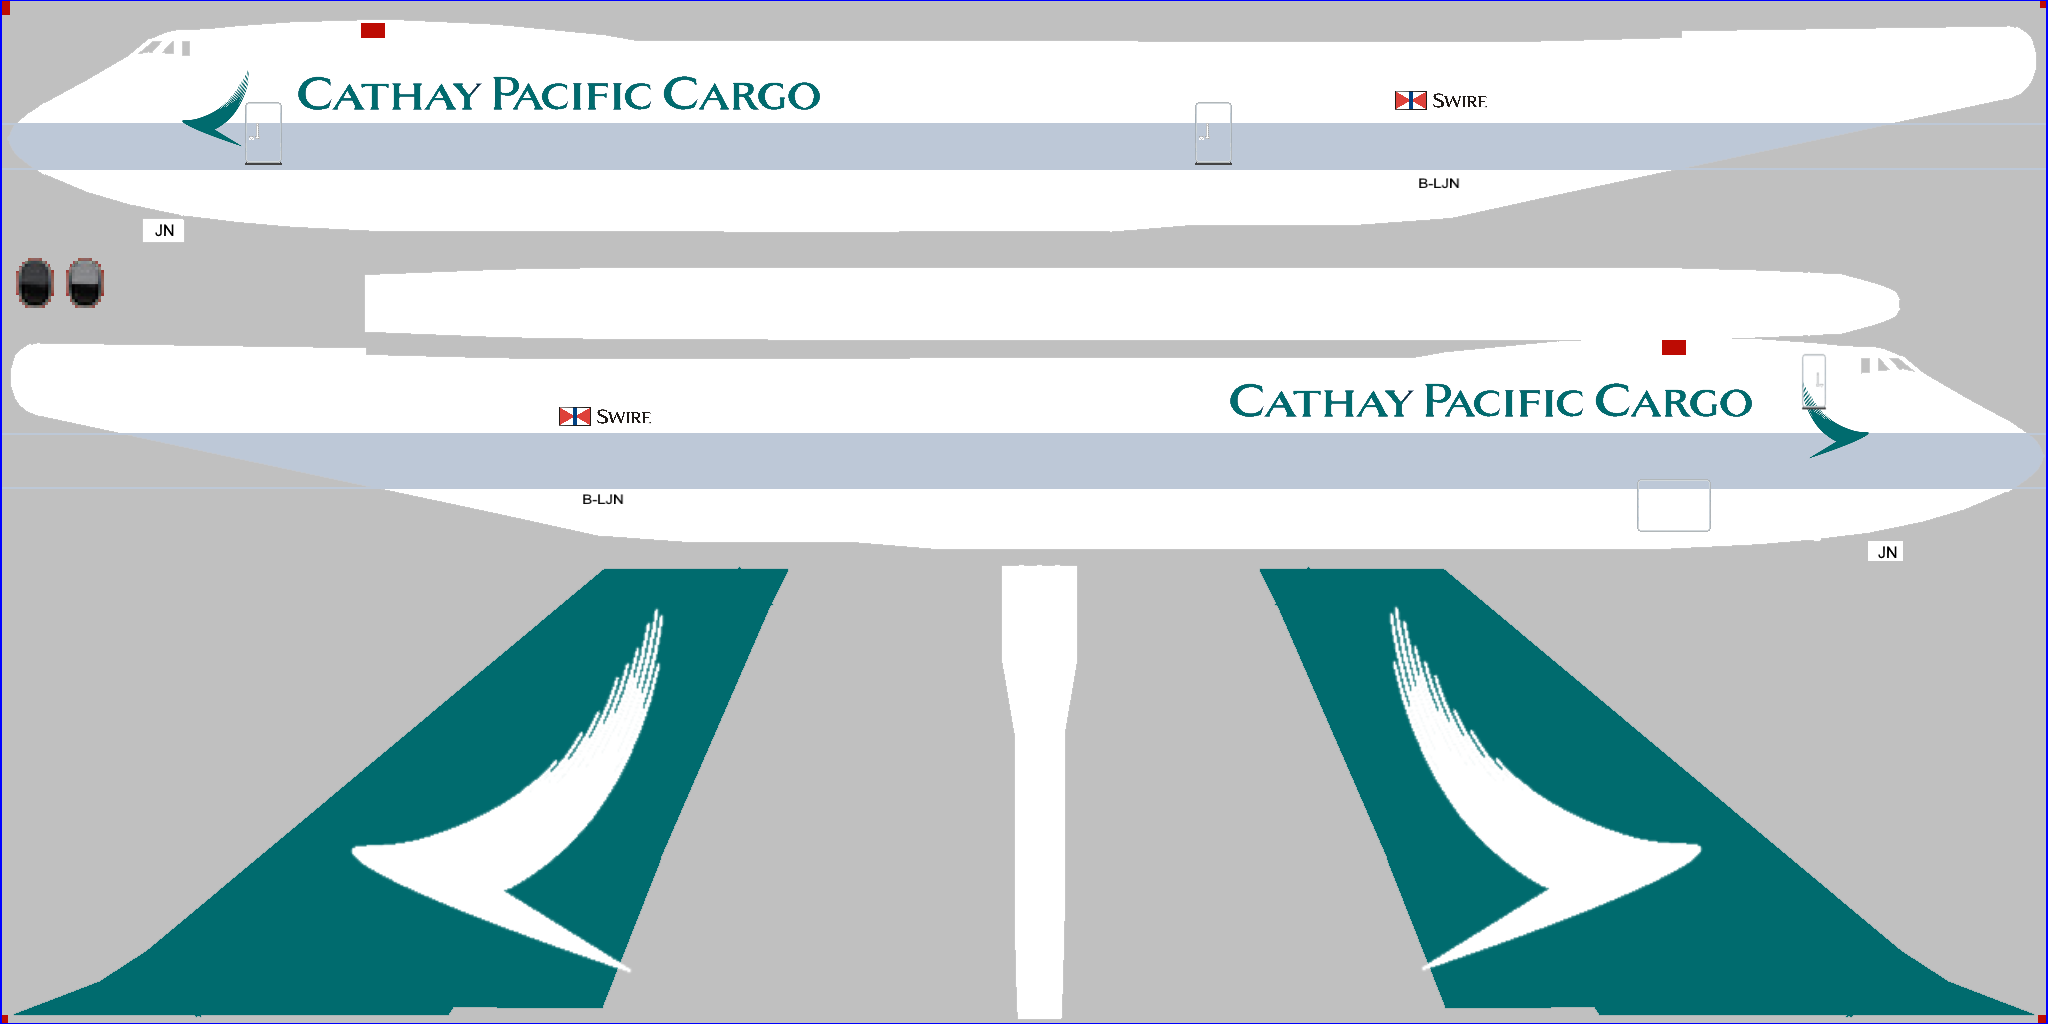 CATHAY PACIFIC CARGO
SWIRE
B-LJN
JN
CATHAY PACIFIC CARGO
SWIRE
B-LJN
JN